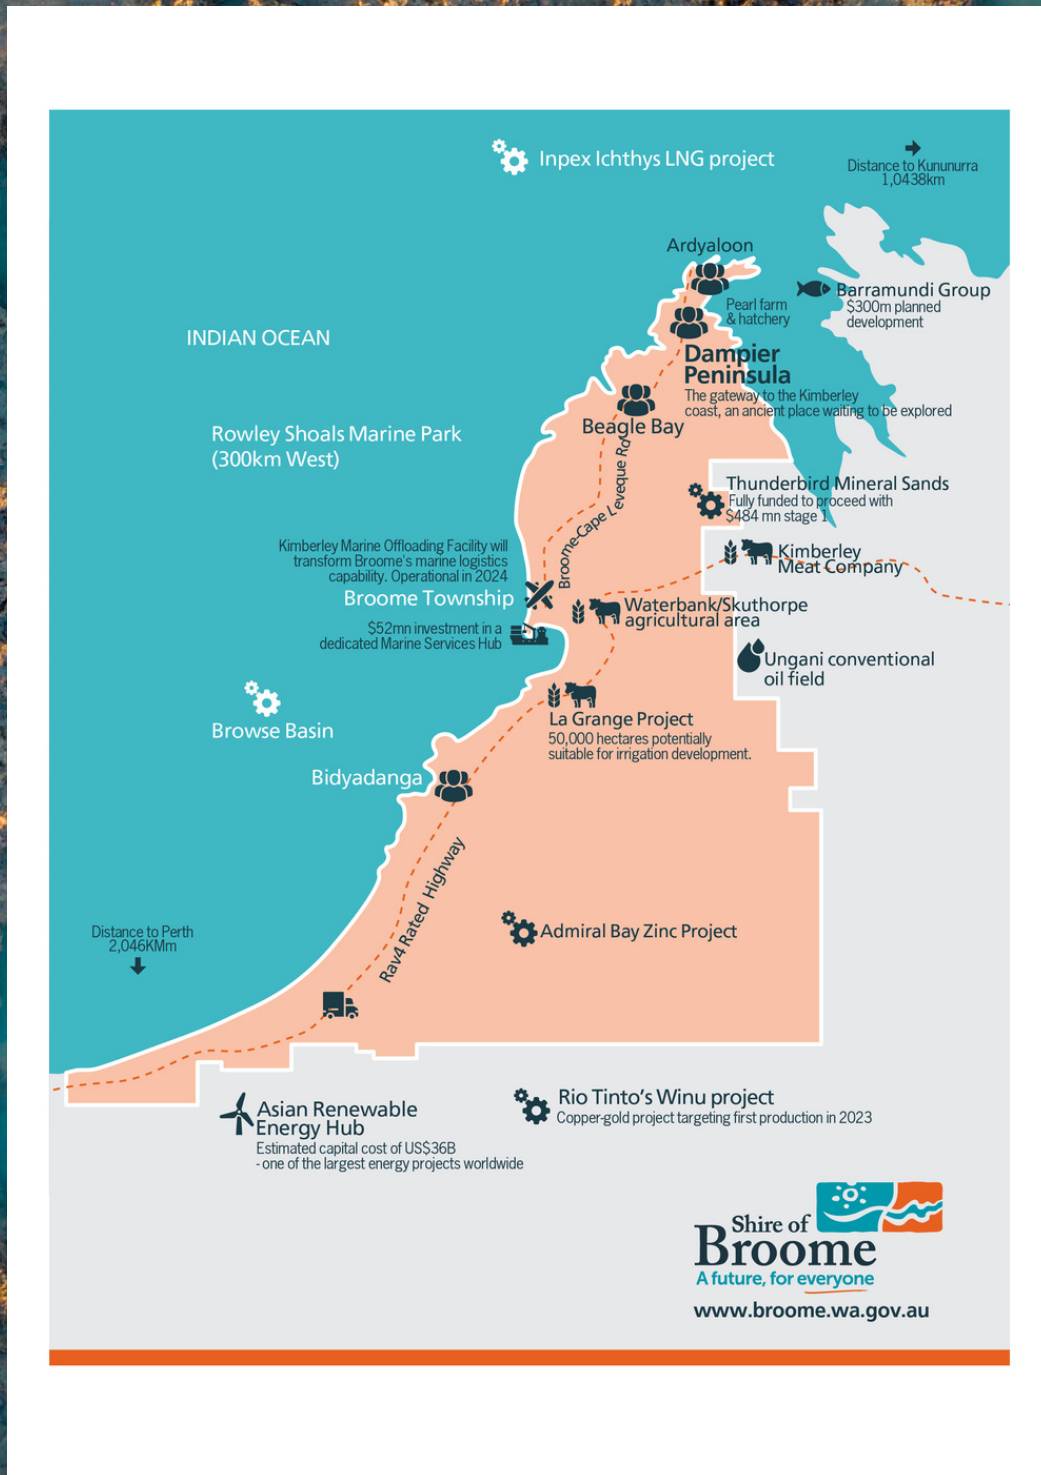 Inpex Ichthys LNG project
Distance to Kununurra
1,0438km
Ardyaloon
Barramundi Group
$300m planned
development
Pearl farm
& hatchery
INDIAN OCEAN
Dampier
Peninsula
The gateway to the Kimberley
coast, an ancient place waiting to be explored
Beagle Bay
Rowley Shoals Marine Park
(300km West)
Broome-Cape Leveque Rd
Thunderbird Mineral Sands
Fully funded to proceed with
$484 mn stage 1
Kimberley Marine Offloading Facility will
transform Broome's marine logistics
capability. Operational in 2024
Kimberley
Meat Company
Broome Township
Waterbank/Skuthorpe
agricultural area
$52mn investment in a
dedicated Marine Services Hub
Ungani conventional
oil field
La Grange Project
50,000 hectares potentially
suitable for irrigation development.
Browse Basin
Bidyadanga
Rav4 Rated Highway
Distance to Perth
2,046KMm
Admiral Bay Zinc Project
Asian Renewable
Energy Hub
Estimated capital cost of US$36B
- one of the largest energy projects worldwide
Rio Tinto's Winu project
Copper-gold project targeting first production in 2023
Shire of
Broome
A future, for everyone
www.broome.wa.gov.au